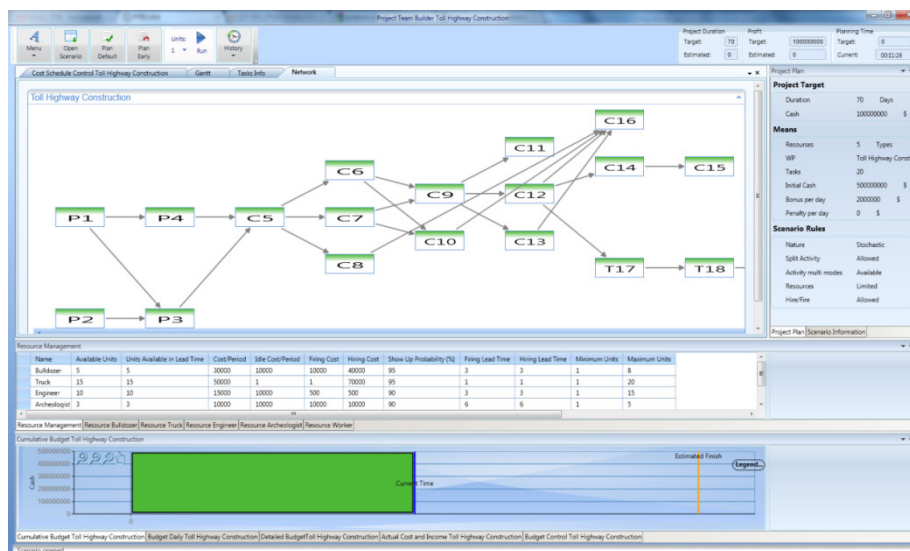 Project Team Builder Toll Highway Construction
Menu
Open Scenario
Plan Default
Plan Early
Units:
1
Run
History
Project Duration
Target: 70
Estimated: 0
Profit
Target: 100000000
Estimated: 0
Planning Time
Target: 0
Current: 00:11:26
Cost Schedule Control Toll Highway Construction Gantt Tasks Info Network
Toll Highway Construction
C16
C11
C6
C14 C15
C9 C12
P1 P4 C5 C7
C10 C13
C8
T17 T18
P2 P3
Project Plan
Project Target
Duration 70 Days
Cash 100000000 $
Means
Resources 5 Types
WP Toll Highway Const
Tasks 20
Initial Cash 500000000 $
Bonus per day 2000000 $
Penalty per day 0 $
Scenario Rules
Nature Stochastic
Split Activity Allowed
Activity multi modes Available
Resources Limited
Hire/Fire Allowed
Project Plan Scenario Information
Resource Management
Name Available Units Units Available in Lead Time Cost/Period Idle Cost/Period Firing Cost Hiring Cost Show Up Probability (%) Firing Lead Time Hiring Lead Time Minimum Units Maximum Units
Bulldozer 5 5 30000 10000 10000 40000 95 3 3 1 8
Truck 15 15 50000 1 1 70000 95 1 1 1 20
Engineer 10 10 15000 10000 500 500 90 3 3 1 15
Archeologist 3 3 10000 10000 1000 1000 90 6 6 1 5
Resource Management Resource Bulldozer Resource Truck Resource Engineer Resource Archeologist Resource Worker
Cumulative Budget Toll Highway Construction
500000000
400000000
300000000
200000000
100000000
0
Cash
0
Current Time
Estimated Finish
Legend...
Cumulative Budget Toll Highway Construction Budget Daily Toll Highway Construction Detailed BudgetToll Highway Construction Actual Cost and Income Toll Highway Construction Budget Control Toll Highway Construction
Scenario opened